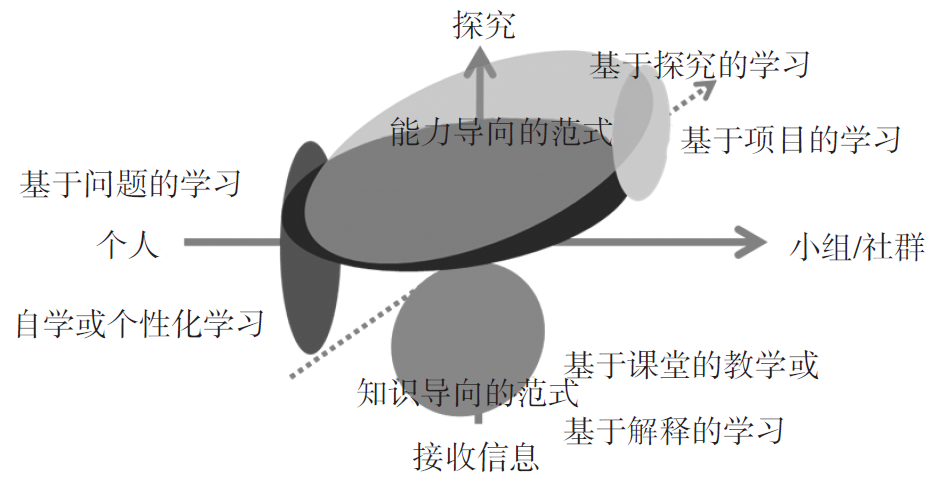 探究
基于探究的学习
能力导向的范式
基于项目的学习
基于问题的学习
个人
小组/社群
自学或个性化学习
基于课堂的教学或
知识导向的范式
基于解释的学习
接收信息